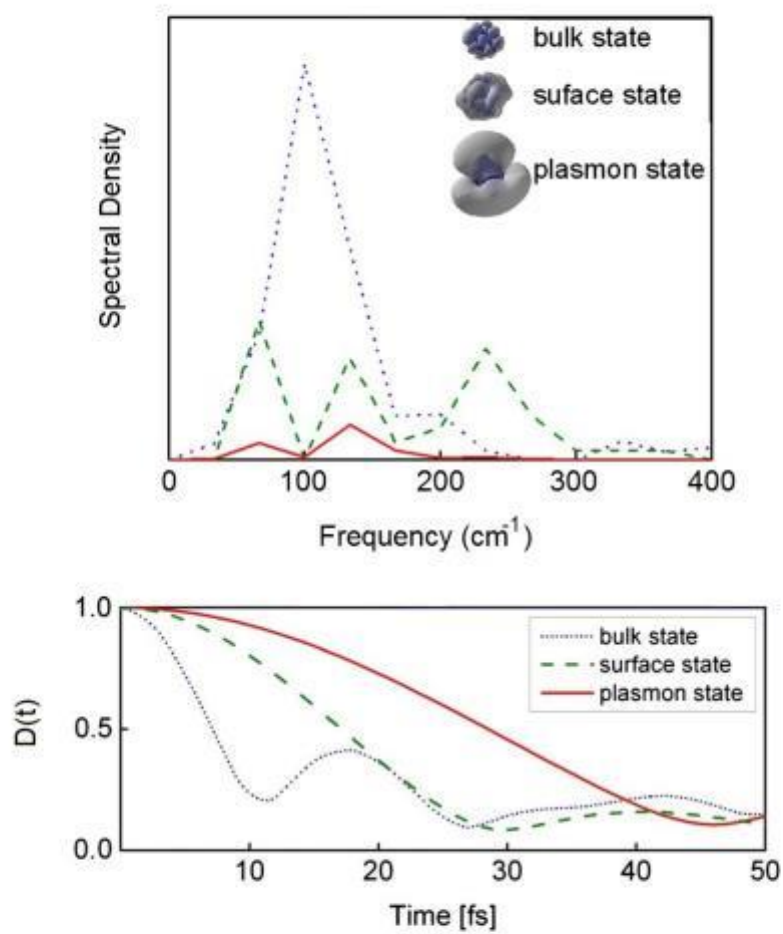 bulk state
suface state
plasmon state
Spectral Density
0 100 200 300 400
Frequency (cm-1)
1.0
0.5
0.0
D(t)
bulk state
surface state
plasmon state
10 20 30 40 50
Time [fs]